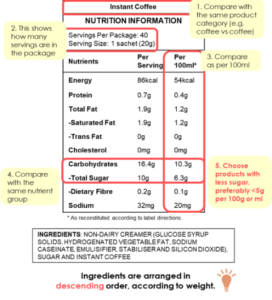 Instant Coffee
NUTRITION INFORMATION
Servings Per Package: 40
Serving Size: 1 sachet (20g)
Nutrients Per Serving Per 100ml*
Energy 86kcal 54kcal
Protein 0.7g 0.4g
Total Fat 1.9g 1.2g
-Saturated Fat 1.9g 1.2g
-Trans Fat 0g 0g
Cholesterol 0mg 0mg
Carbohydrates 16.4g 10.3g
-Total Sugar 10g 6.3g
-Dietary Fibre 0.2g 0.1g
Sodium 32mg 20mg
* As reconstituted according to label directions.
INGREDIENTS: NON-DAIRY CREAMER (GLUCOSE SYRUP
SOLIDS, HYDROGENATED VEGETABLE FAT, SODIUM
CASEINATE, EMULSIFIER, STABILISER AND SILICON DIOXIDE),
SUGAR AND INSTANT COFFEE
1. Compare with
the same product
category (e.g.
coffee vs coffee)
2. This shows
how many
servings are in
the package
3. Compare
as per 100ml
4. Compare
with the
same nutrient
group
5. Choose
products with
less sugar,
preferably <5g
per 100g or ml
Ingredients are arranged in
descending order, according to weight.